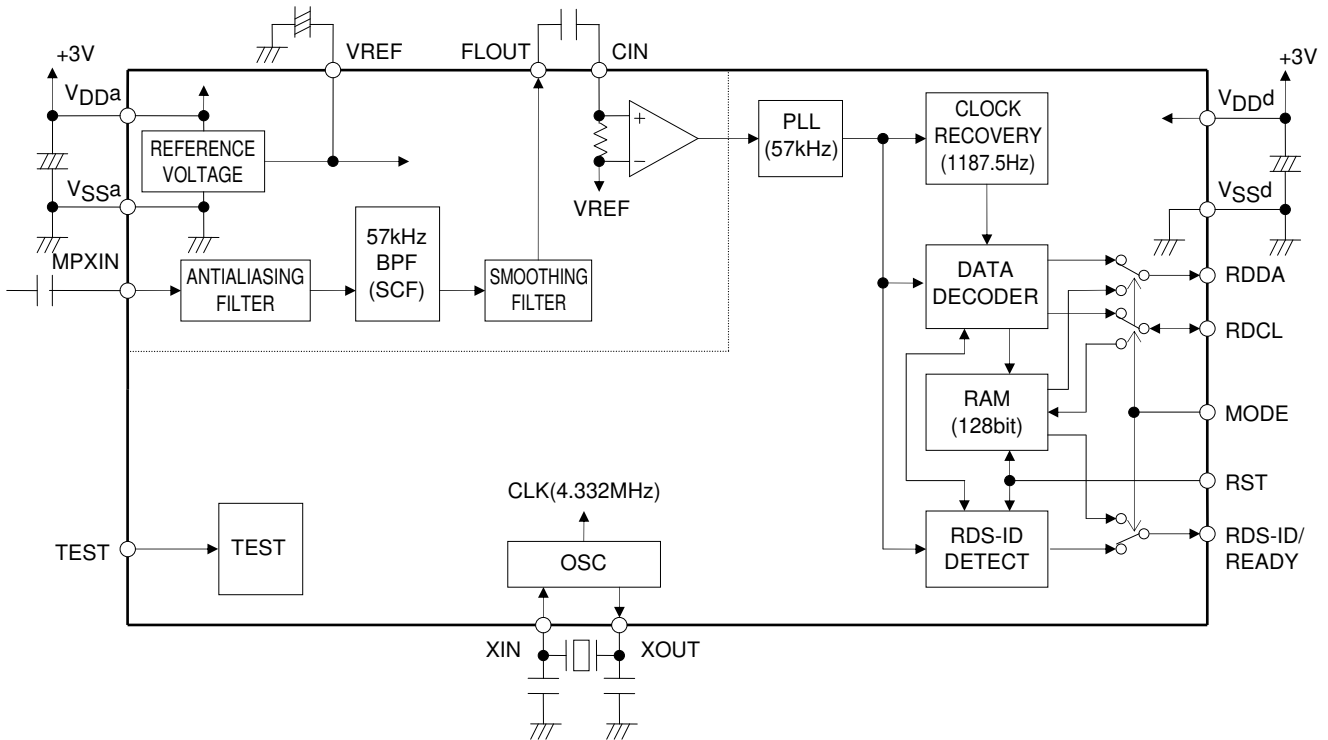 VREF
FLOUT
CIN
+3V
+3V
VDDa
REFERENCE
VOLTAGE
VSSa
MPXIN
ANTIALIASING
FILTER
57kHz
BPF
(SCF)
SMOOTHING
FILTER
+
−
VREF
PLL
(57kHz)
CLOCK
RECOVERY
(1187.5Hz)
VDDd
VSSd
DATA
DECODER
RDDA
RDCL
RAM
(128bit)
MODE
RST
CLK(4.332MHz)
TEST
TEST
OSC
RDS-ID
DETECT
RDS-ID/
READY
XIN
XOUT